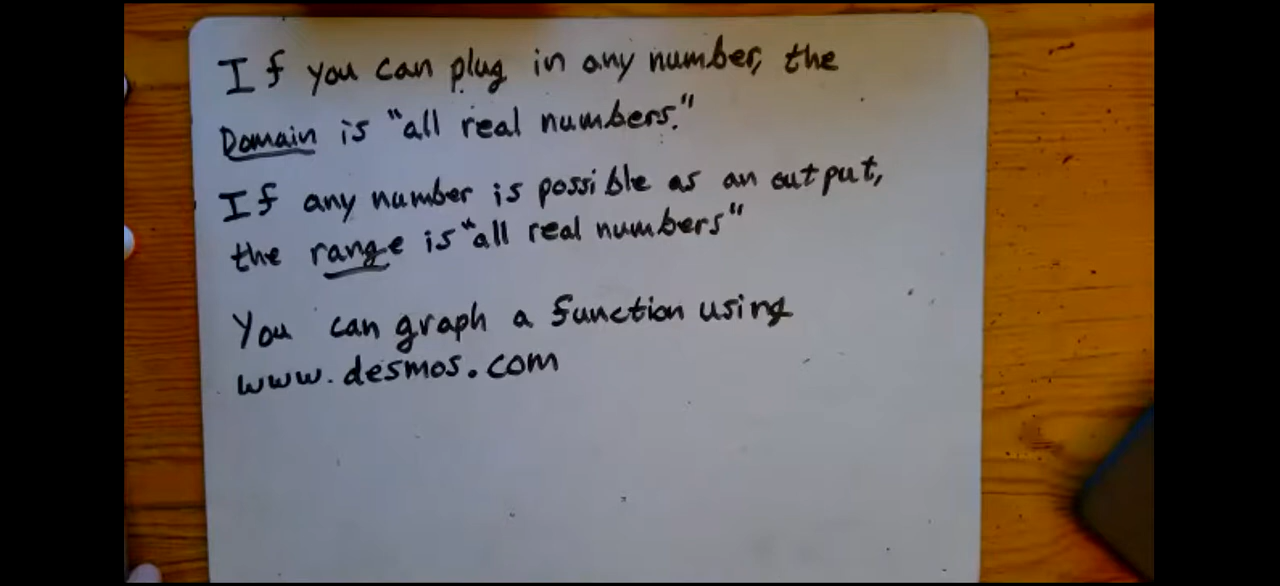 If you can plug in any number, the
Domain is "all real numbers."
If any number is possible as an output,
the range is "all real numbers"
You can graph a function using
www.desmos.com